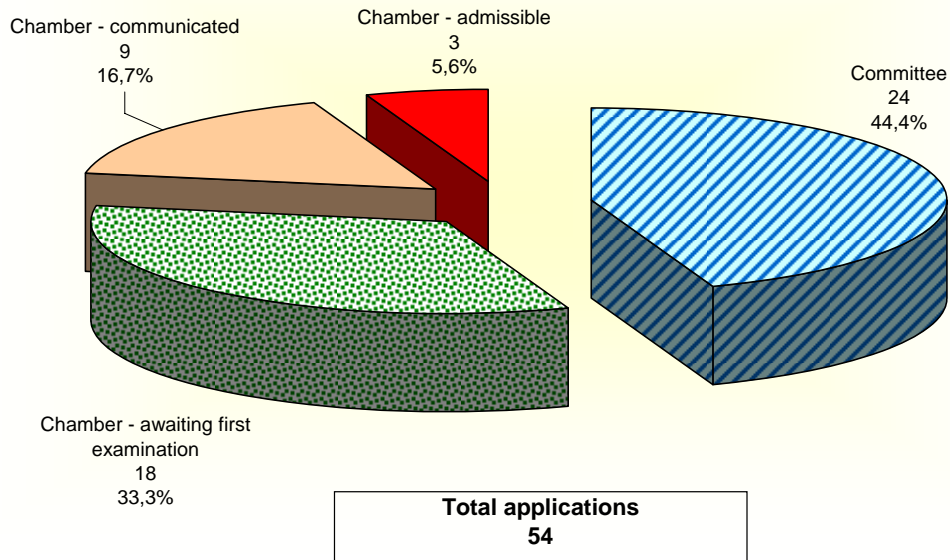 Chamber - communicated
9
16,7%
Chamber - admissible
3
5,6%
Committee
24
44,4%
Chamber - awaiting first
examination
18
33,3%
Total applications
54